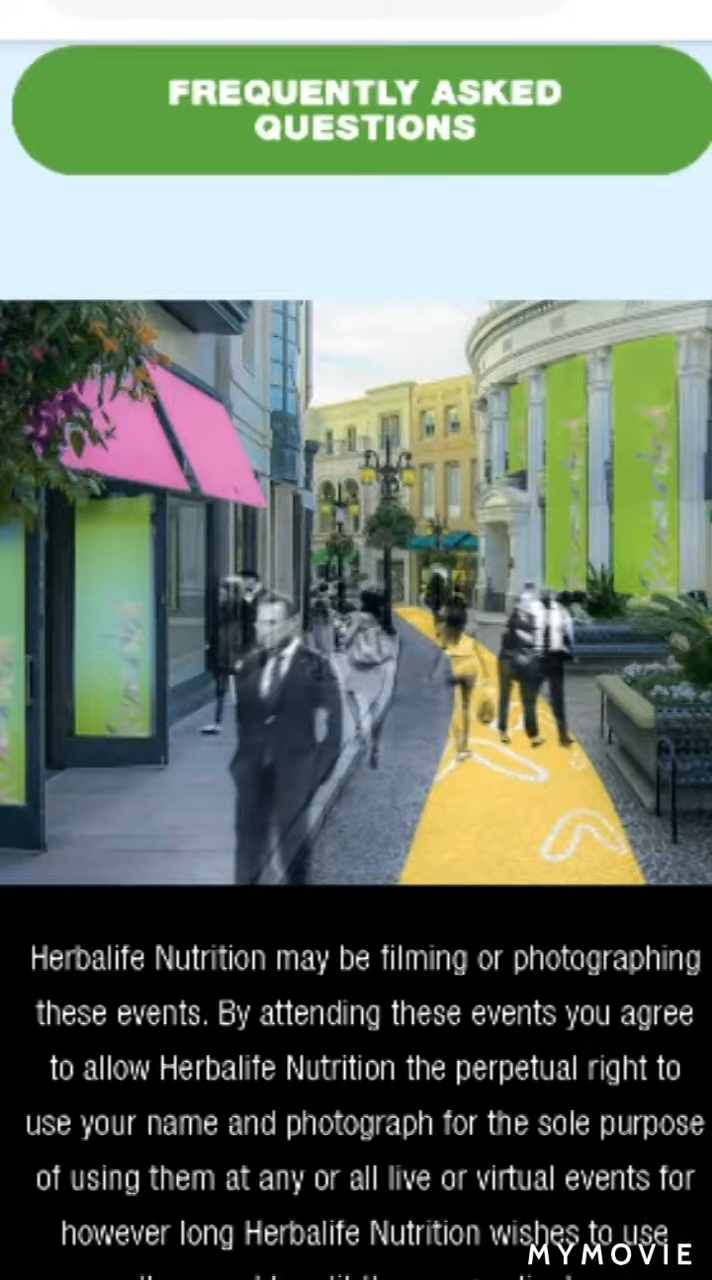 FREQUENTLY ASKED
QUESTIONS
Herbalife Nutrition may be filming or photographing
these events. By attending these events you agree
to allow Herbalife Nutrition the perpetual right to
use your name and photograph for the sole purpose
of using them at any or all live or virtual events for
however long Herbalife Nutrition wishes to use
MYMOVIE